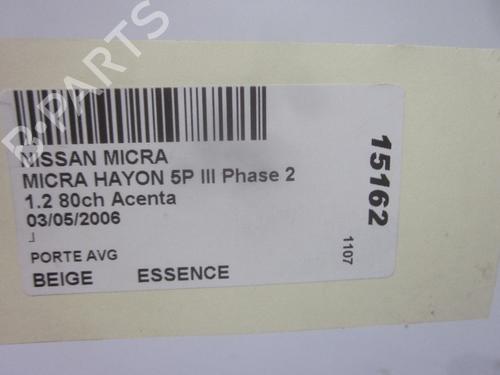 NISSAN MICRA
MICRA HAYON 5P III Phase 2
1.2 80ch Acenta
03/05/2006
PORTE AVG
BEIGE ESSENCE
15162
1107
B-PARTS